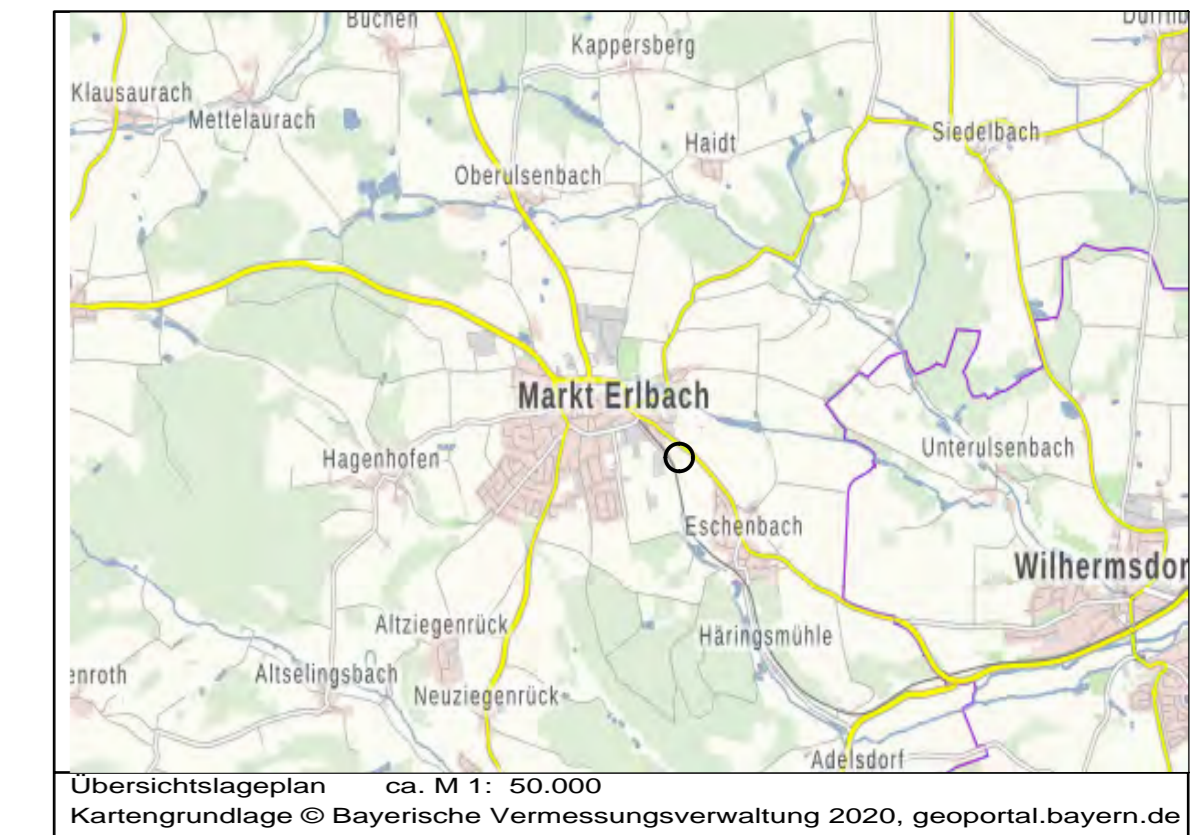 Buchen
Kappersberg
Klausaurach
Mettelaurach
Haidt
Siedelbach
Oberulsenbach
Markt Erlbach
Hagenhofen
Unterulsenbach
Eschenbach
Wilhermsdor
Altziegenrück
Häringsmühle
enroth
Altselingsbach
Neuziegenrück
Adelsdorf
Übersichtslageplan ca. M 1: 50.000
Kartengrundlage © Bayerische Vermessungsverwaltung 2020, geoportal.bayern.de